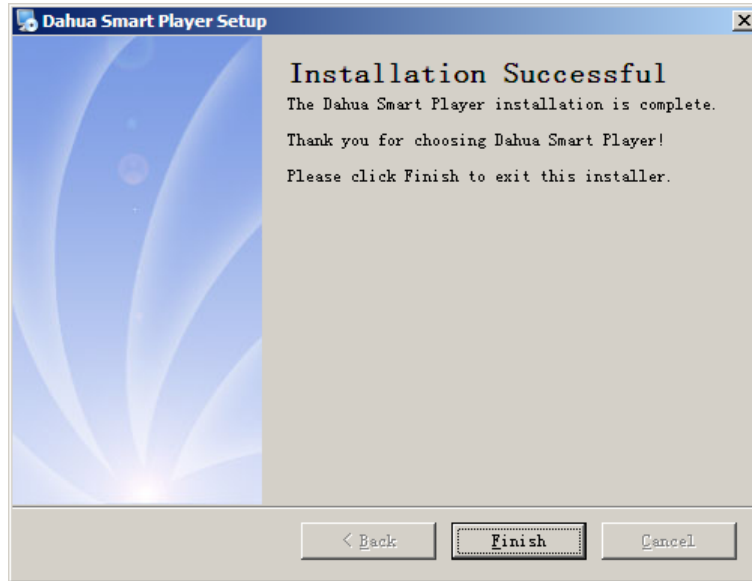 Dahua Smart Player Setup
Installation Successful
The Dahua Smart Player installation is complete.
Thank you for choosing Dahua Smart Player!
Please click Finish to exit this installer.
< Back
Finish
Cancel